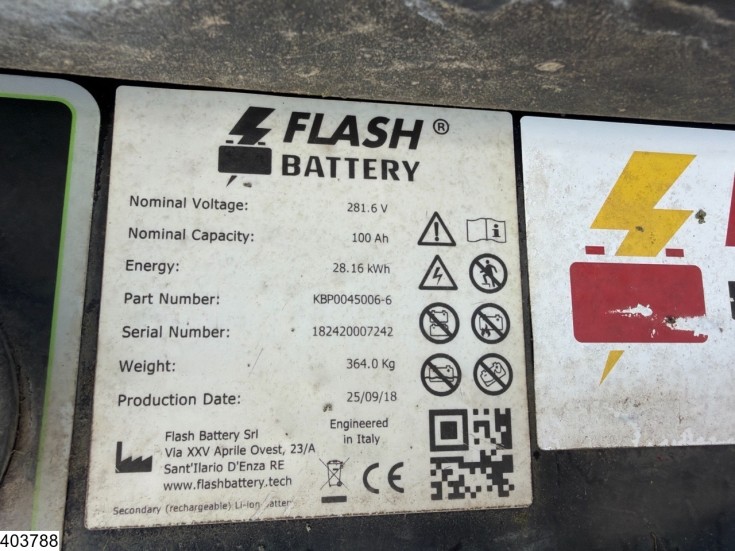 FLASH ®
BATTERY
Nominal Voltage: 281.6 V
Nominal Capacity: 100 Ah
Energy: 28.16 kWh
Part Number: KBP0045006-6
Serial Number: 182420007242
Weight: 364.0 Kg
Production Date: 25/09/18
Flash Battery Srl
Via XXV Aprile Ovest, 23/A
Sant'Ilario D'Enza RE
www.flashbattery.tech
Engineered
in Italy
CE
Secondary (rechargeable) Li-ion
403788